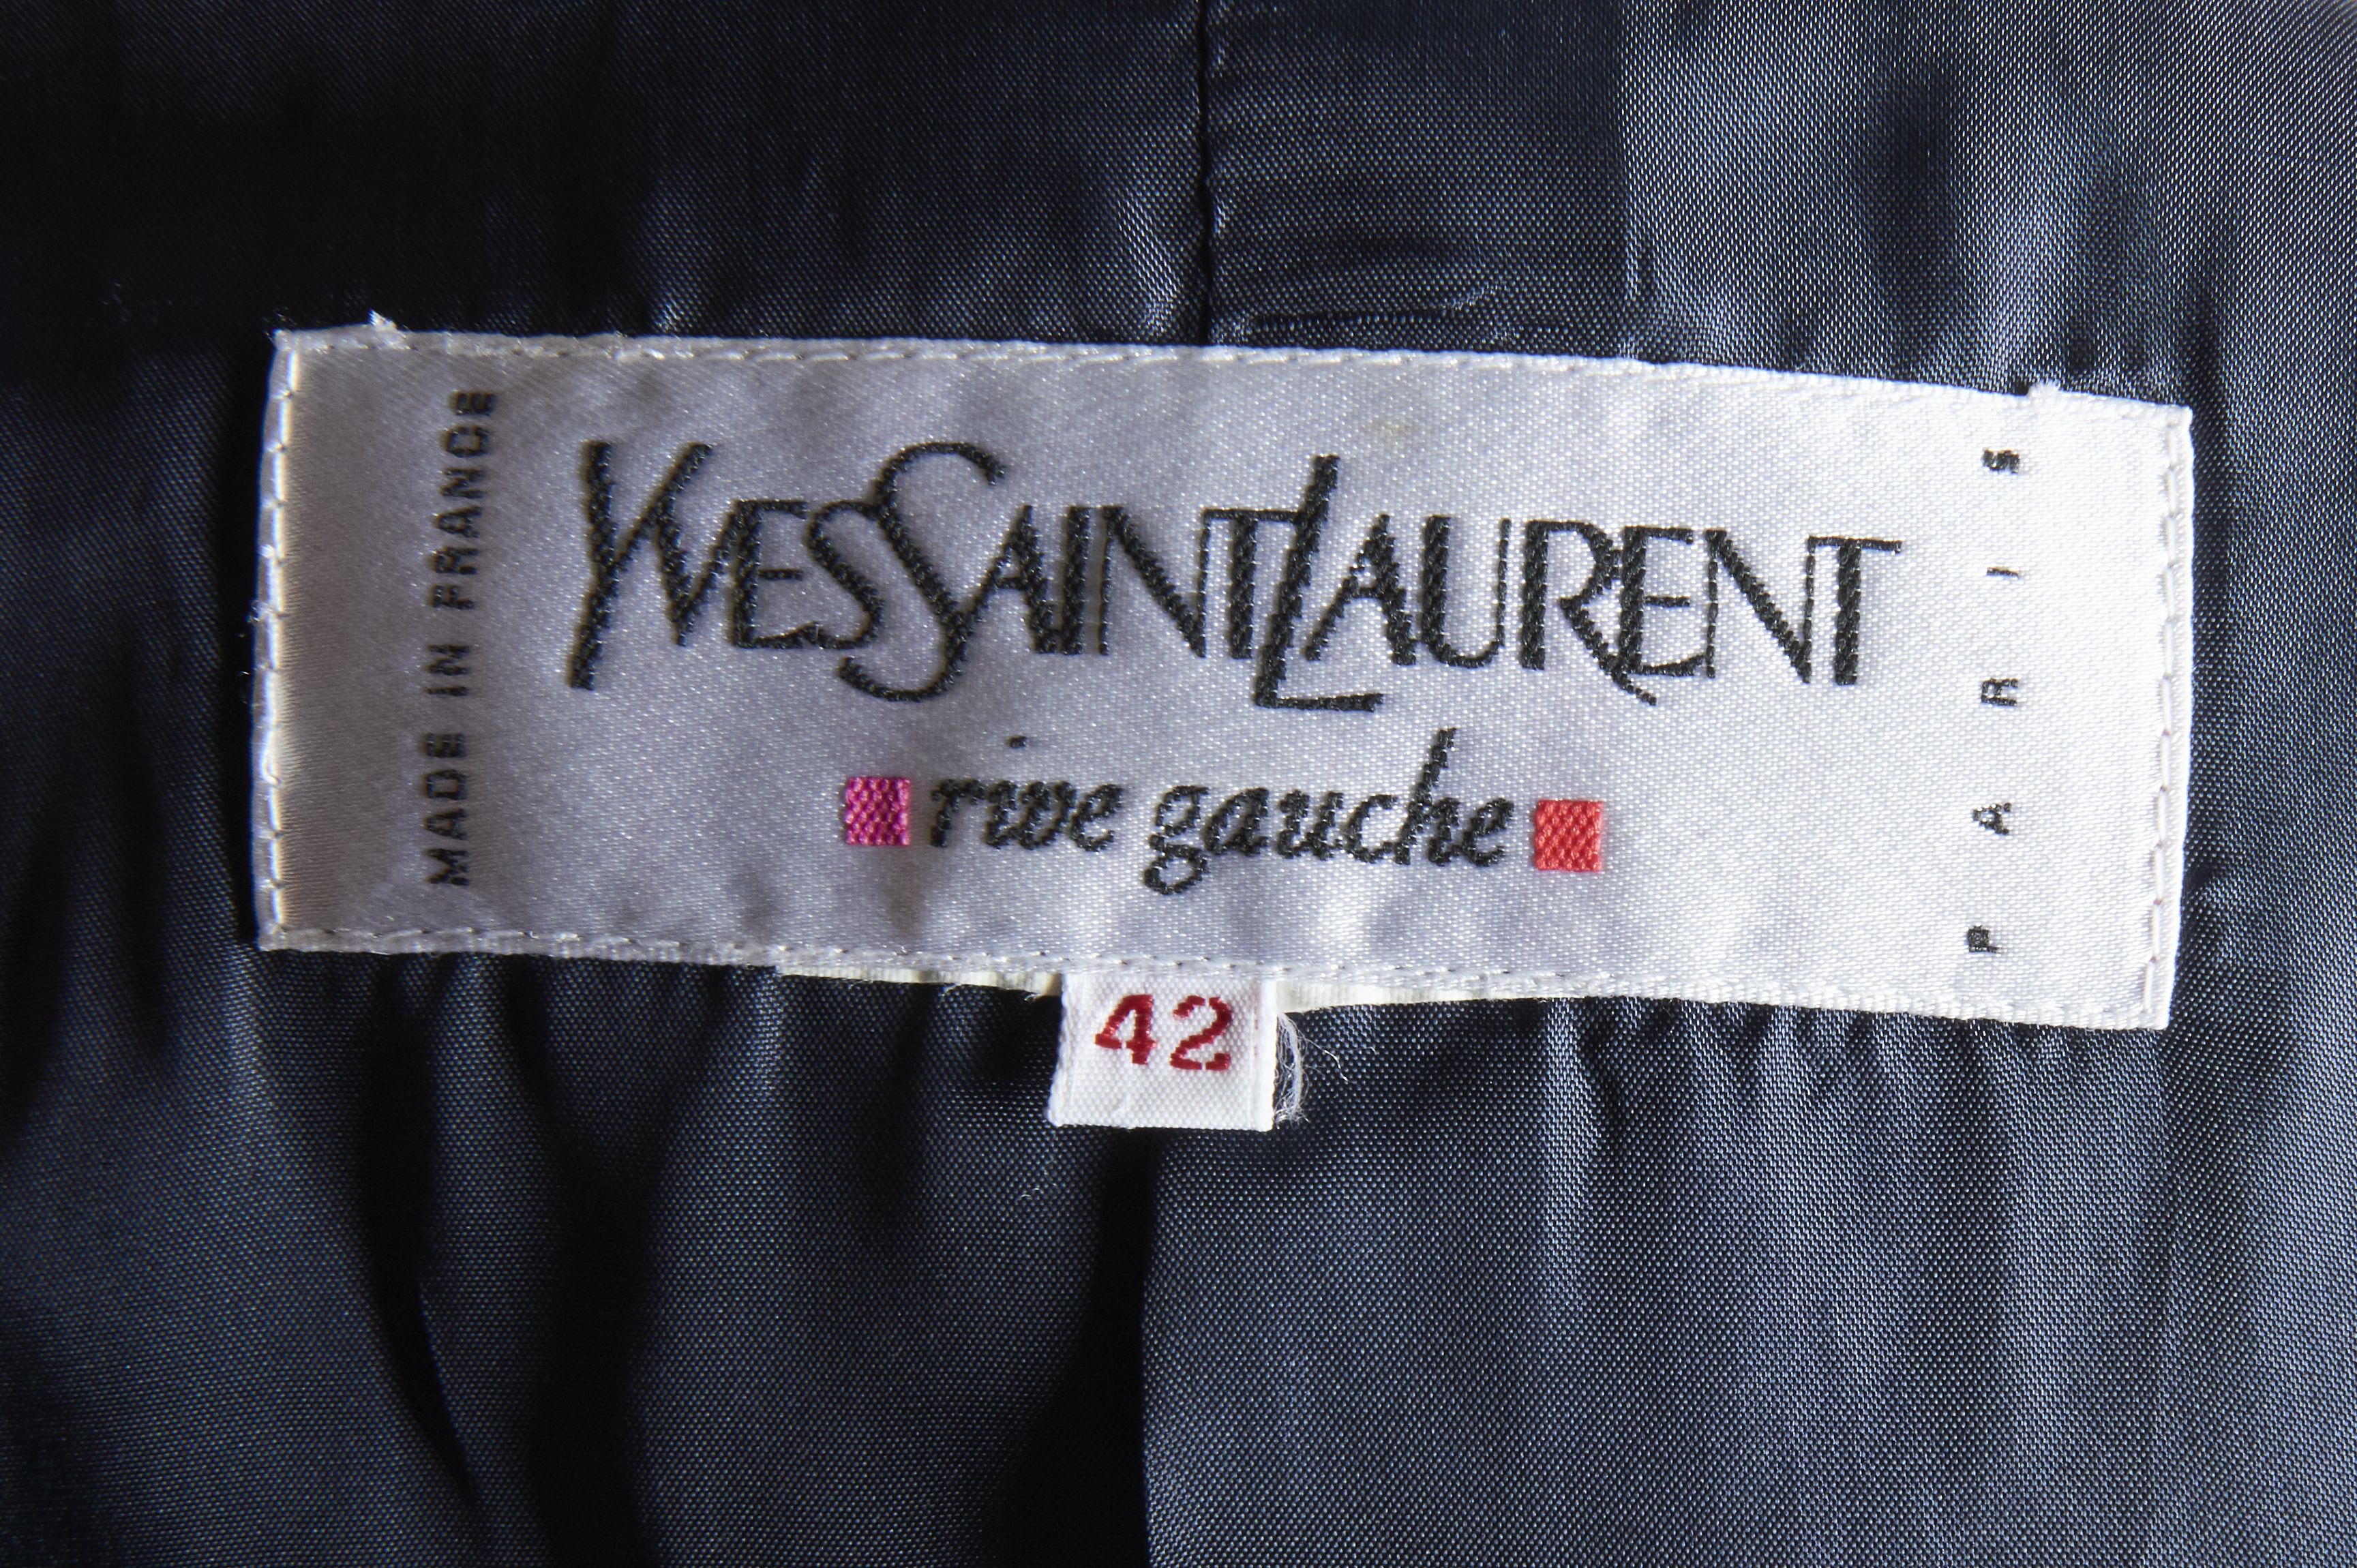 MADE IN FRANCE
YVESSAINTLAURENT
rive gauche
PARIS
42